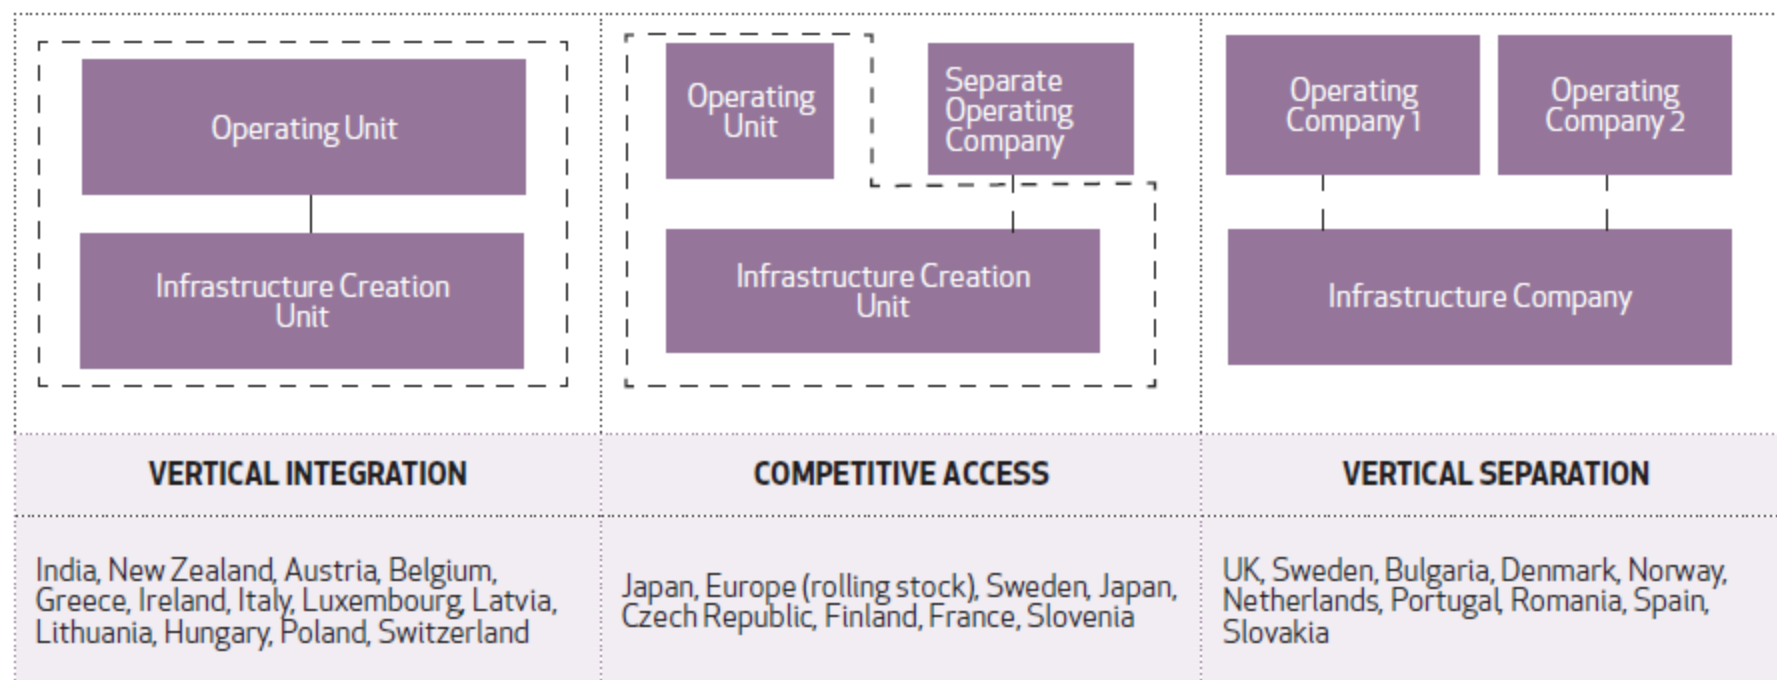 Operating Unit
Infrastructure Creation
Unit
VERTICAL INTEGRATION
India, New Zealand, Austria, Belgium,
Greece, Ireland, Italy, Luxembourg, Latvia,
Lithuania, Hungary, Poland, Switzerland
Operating
Unit
Separate
Operating
Company
Infrastructure Creation
Unit
COMPETITIVE ACCESS
Japan, Europe (rolling stock), Sweden, Japan,
Czech Republic, Finland, France, Slovenia
Operating
Company 1
Operating
Company 2
Infrastructure Company
VERTICAL SEPARATION
UK, Sweden, Bulgaria, Denmark, Norway,
Netherlands, Portugal, Romania, Spain,
Slovakia